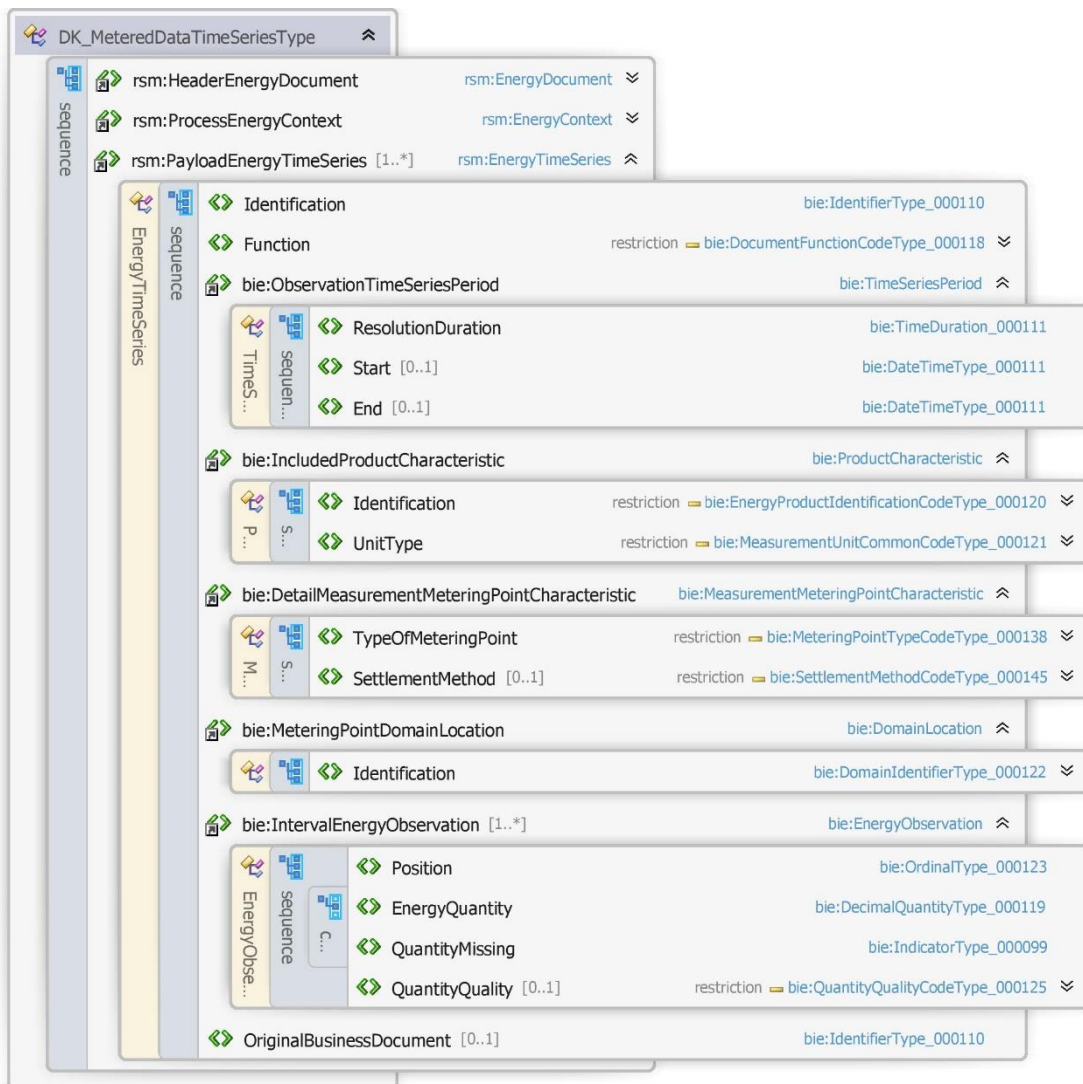 DK_MeteredDataTimeSeriesType
sequence
rsm:HeaderEnergyDocument rsm:EnergyDocument
rsm:ProcessEnergyContext rsm:EnergyContext
rsm:PayloadEnergyTimeSeries [1..*] rsm:EnergyTimeSeries
EnergyTimeSeries
sequence
Identification bie:IdentifierType_000110
Function restriction bie:DocumentFunctionCodeType_000118
bie:ObservationTimeSeriesPeriod bie:TimeSeriesPeriod
TimeS...
sequen...
ResolutionDuration bie:TimeDuration_000111
Start [0..1] bie:DateTimeType_000111
End [0..1] bie:DateTimeType_000111
bie:IncludedProductCharacteristic bie:ProductCharacteristic
P...
S...
Identification restriction bie:EnergyProductIdentificationCodeType_000120
UnitType restriction bie:MeasurementUnitCommonCodeType_000121
bie:DetailMeasurementMeteringPointCharacteristic bie:MeasurementMeteringPointCharacteristic
M...
S...
TypeOfMeteringPoint restriction bie:MeteringPointTypeCodeType_000138
SettlementMethod [0..1] restriction bie:SettlementMethodCodeType_000145
bie:MeteringPointDomainLocation bie:DomainLocation
Identification bie:DomainIdentifierType_000122
bie:IntervalEnergyObservation [1..*] bie:EnergyObservation
EnergyObse...
sequence
C...
Position bie:OrdinalType_000123
EnergyQuantity bie:DecimalQuantityType_000119
QuantityMissing bie:IndicatorType_000099
QuantityQuality [0..1] restriction bie:QuantityQualityCodeType_000125
OriginalBusinessDocument [0..1] bie:IdentifierType_000110